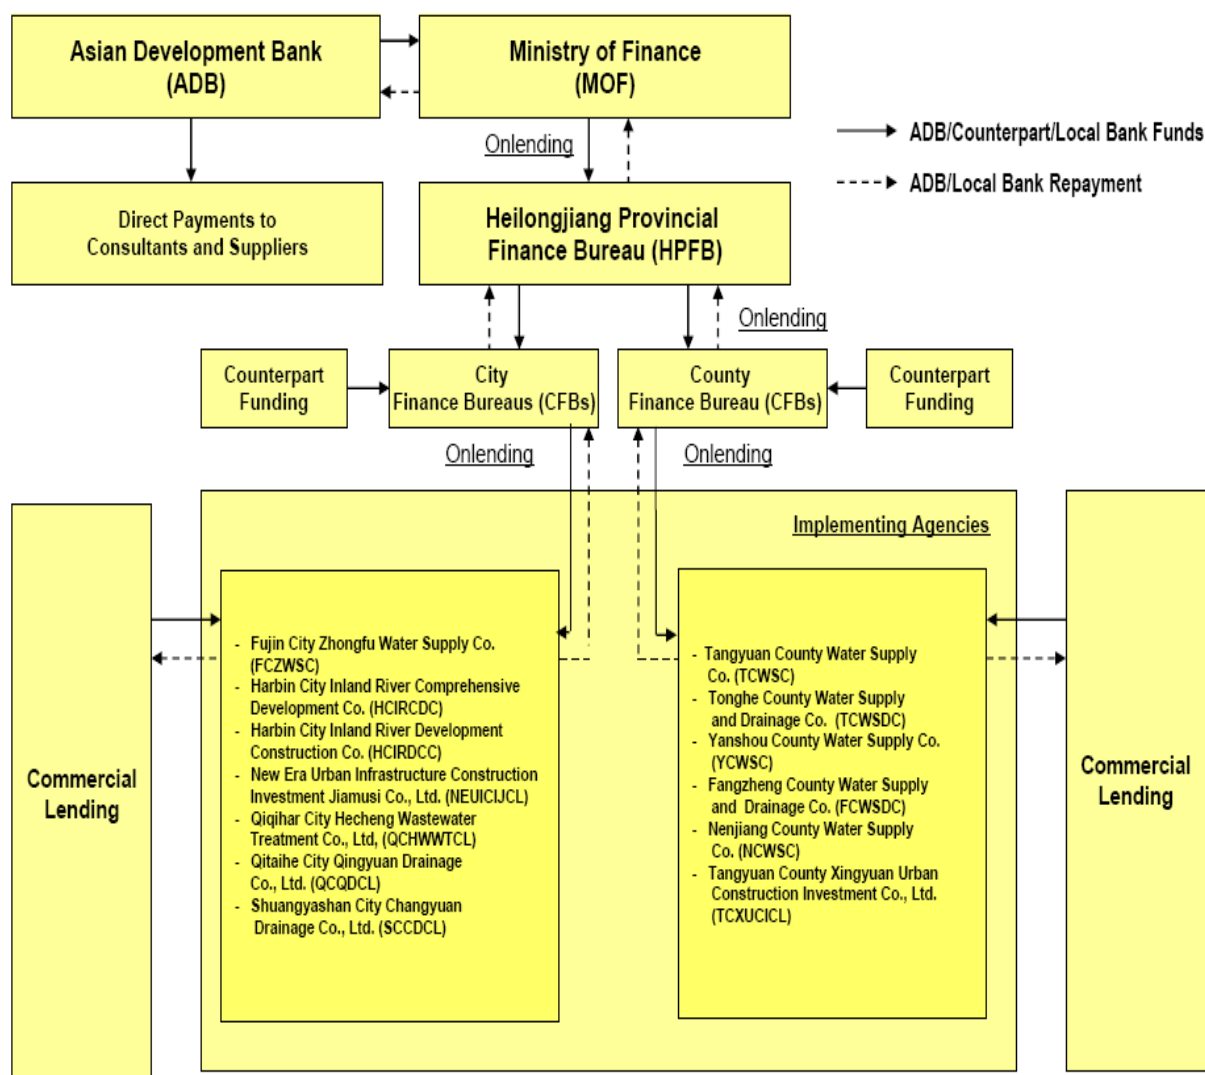 Asian Development Bank
(ADB)
Ministry of Finance
(MOF)
ADB/Counterpart/Local Bank Funds
ADB/Local Bank Repayment
Onlending
Direct Payments to
Consultants and Suppliers
Heilongjiang Provincial
Finance Bureau (HPFB)
Onlending
Counterpart
Funding
City
Finance Bureaus (CFBs)
County
Finance Bureau (CFBs)
Counterpart
Funding
Onlending
Onlending
Implementing Agencies
Commercial
Lending
- Fujin City Zhongfu Water Supply Co.
(FCZWSC)
- Harbin City Inland River Comprehensive
Development Co. (HCIRCDC)
- Harbin City Inland River Development
Construction Co. (HCIRDCC)
- New Era Urban Infrastructure Construction
Investment Jiamusi Co., Ltd. (NEUICIJCL)
- Qiqihar City Hecheng Wastewater
Treatment Co., Ltd, (QCHWWTCL)
- Qitaihe City Qingyuan Drainage
Co., Ltd. (QCQDCL)
- Shuangyashan City Changyuan
Drainage Co., Ltd. (SCCDCL)
- Tangyuan County Water Supply
Co. (TCWSC)
- Tonghe County Water Supply
and Drainage Co. (TCWSDC)
- Yanshou County Water Supply Co.
(YCWSC)
- Fangzheng County Water Supply
and Drainage Co. (FCWSDC)
- Nenjiang County Water Supply
Co. (NCWSC)
- Tangyuan County Xingyuan Urban
Construction Investment Co., Ltd.
(TCXUCICL)
Commercial
Lending